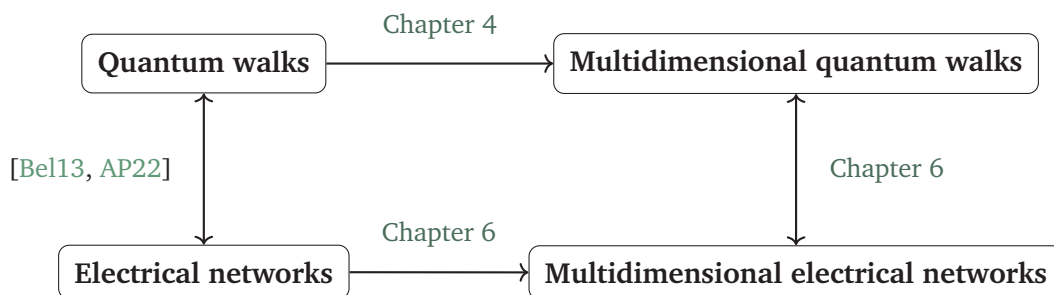 Chapter 4
Quantum walks
Multidimensional quantum walks
[Bel13, AP22]
Chapter 6
Chapter 6
Electrical networks
Multidimensional electrical networks